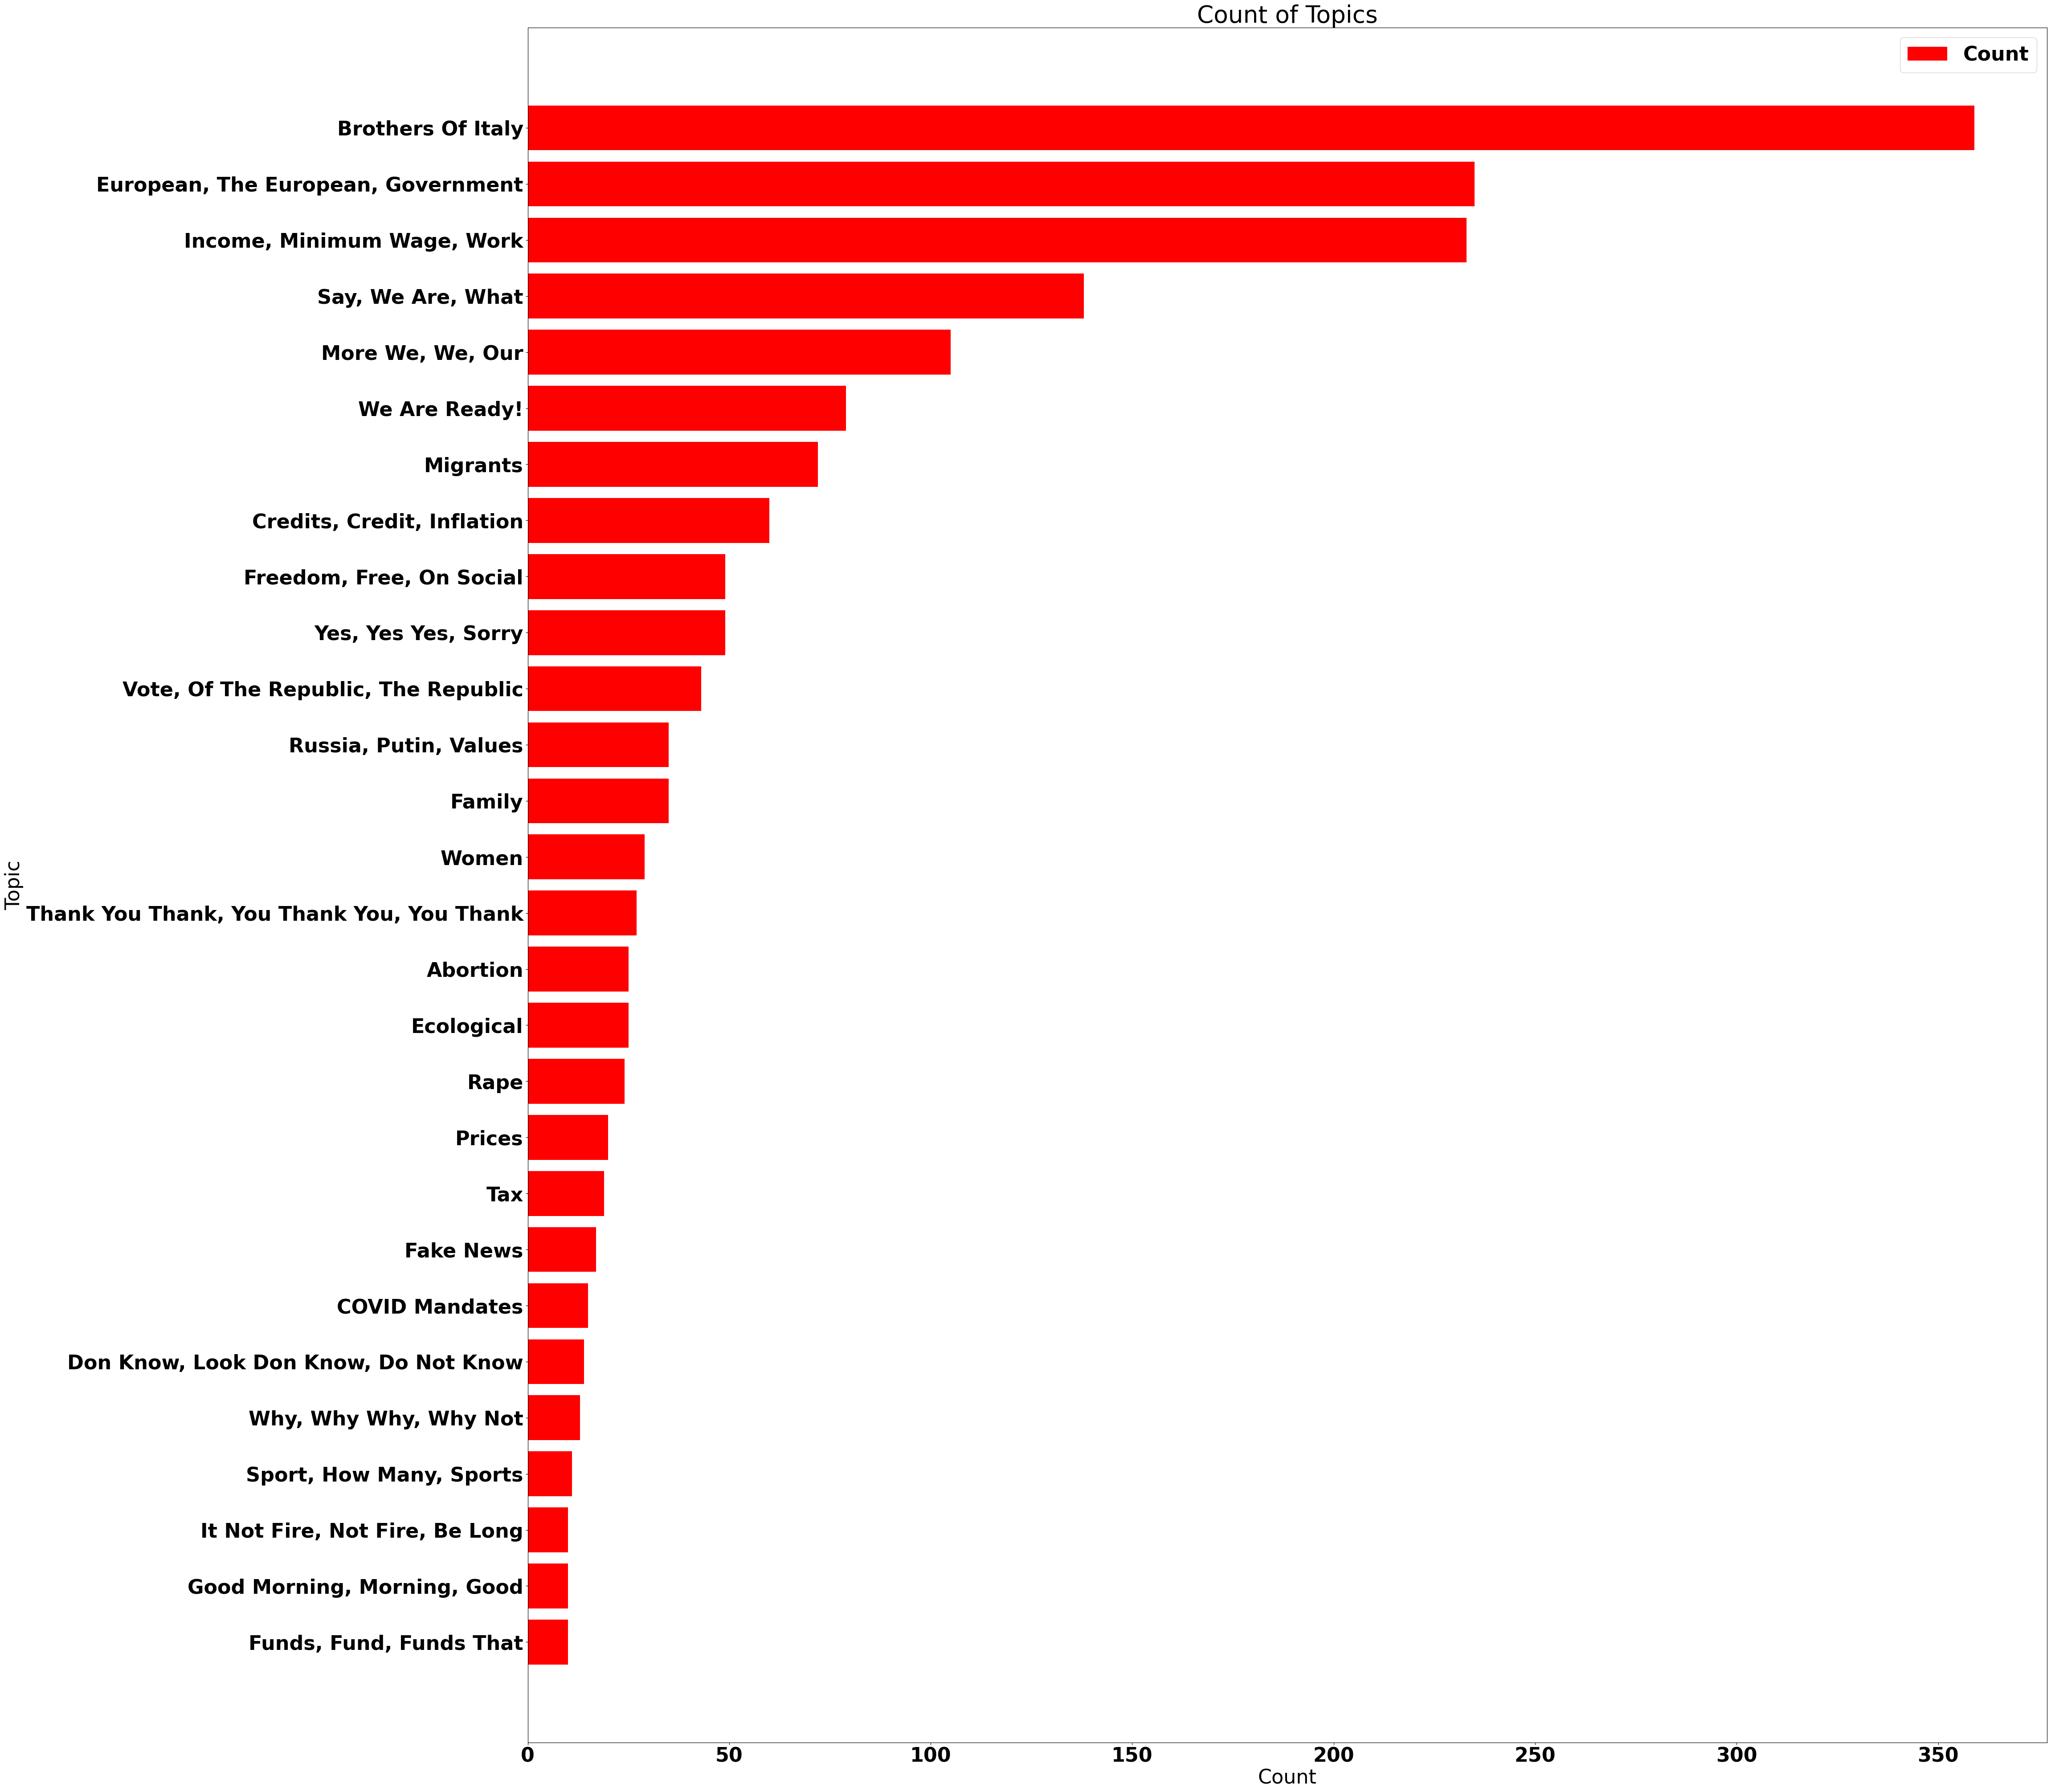 Count of Topics
Count
Brothers Of Italy
European, The European, Government
Income, Minimum Wage, Work
Say, We Are, What
More We, We, Our
We Are Ready!
Migrants
Credits, Credit, Inflation
Freedom, Free, On Social
Yes, Yes Yes, Sorry
Vote, Of The Republic, The Republic
Russia, Putin, Values
Family
Women
Thank You Thank, You Thank You, You Thank
Abortion
Ecological
Rape
Prices
Tax
Fake News
COVID Mandates
Don Know, Look Don Know, Do Not Know
Why, Why Why, Why Not
Sport, How Many, Sports
It Not Fire, Not Fire, Be Long
Good Morning, Morning, Good
Funds, Fund, Funds That
Topic
0 50 100 150 200 250 300 350
Count